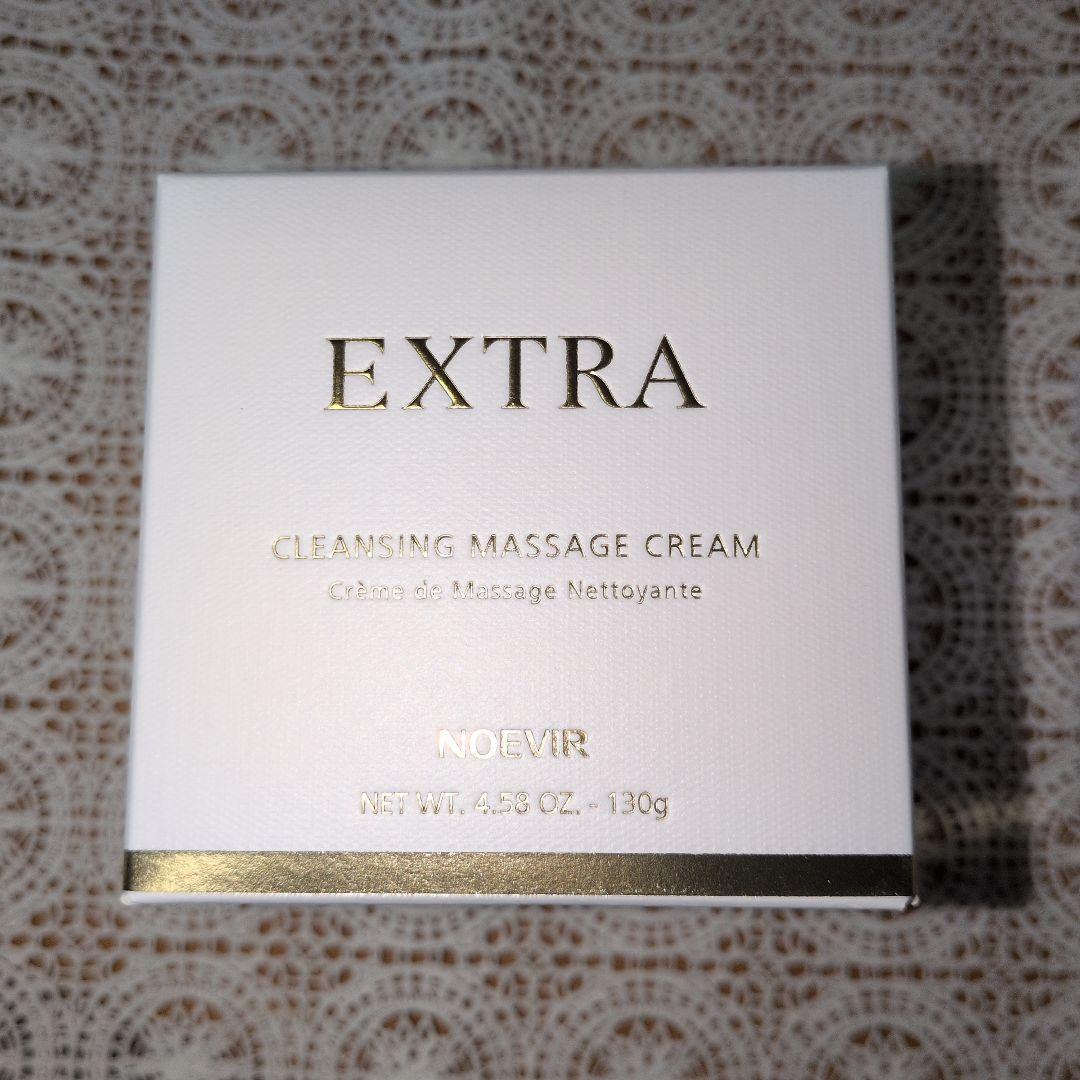 EXTRA
CLEANSING MASSAGE CREAM
Crème de Massage Nettoyante
NOEVIR
NET WT. 4.58 OZ. - 130g